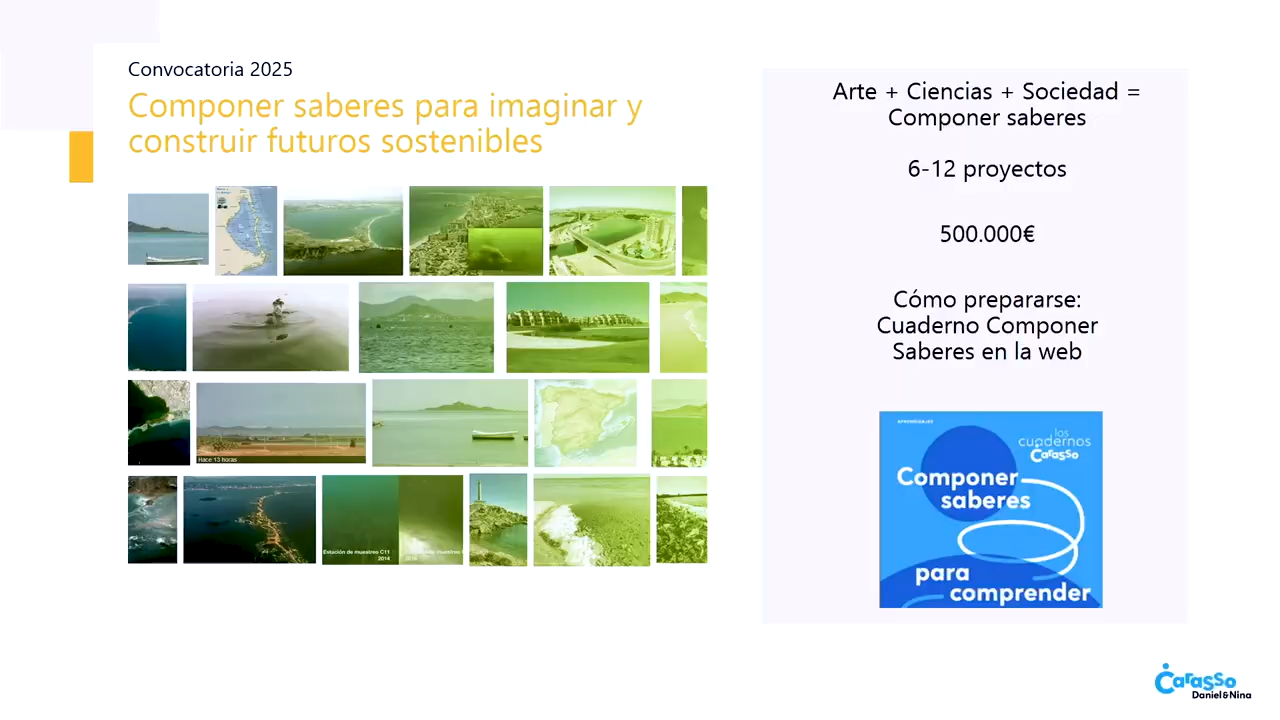 Convocatoria 2025
Componer saberes para imaginar y
construir futuros sostenibles
Hace 13 horas
Estación de muestreo C11
2014
Arte + Ciencias + Sociedad =
Componer saberes
6-12 proyectos
500.000€
Cómo prepararse:
Cuaderno Componer
Saberes en la web
APRENDIZAJES
los
cuadernos
Carasso
Componer
saberes
para
comprender
Carasso
Daniel&Nina